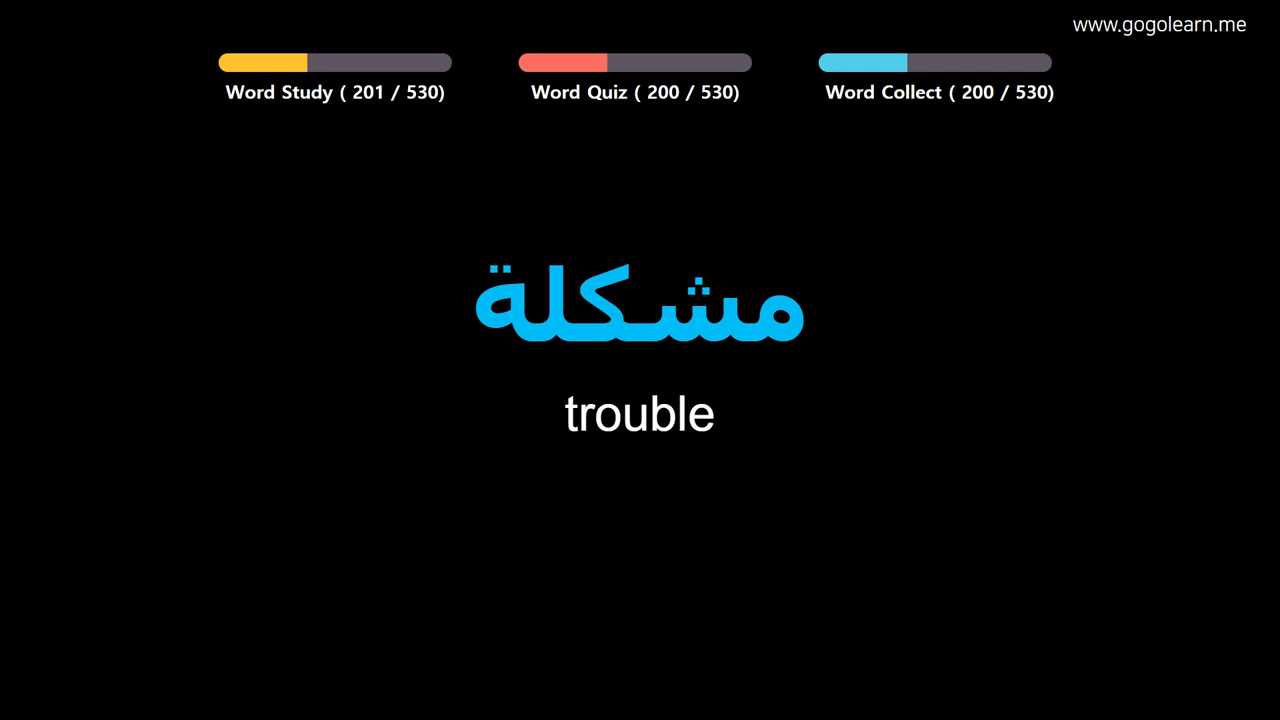 www.gogolearn.me
Word Study ( 201 / 530)
Word Quiz ( 200 / 530)
Word Collect ( 200 / 530)
مشكلة
trouble